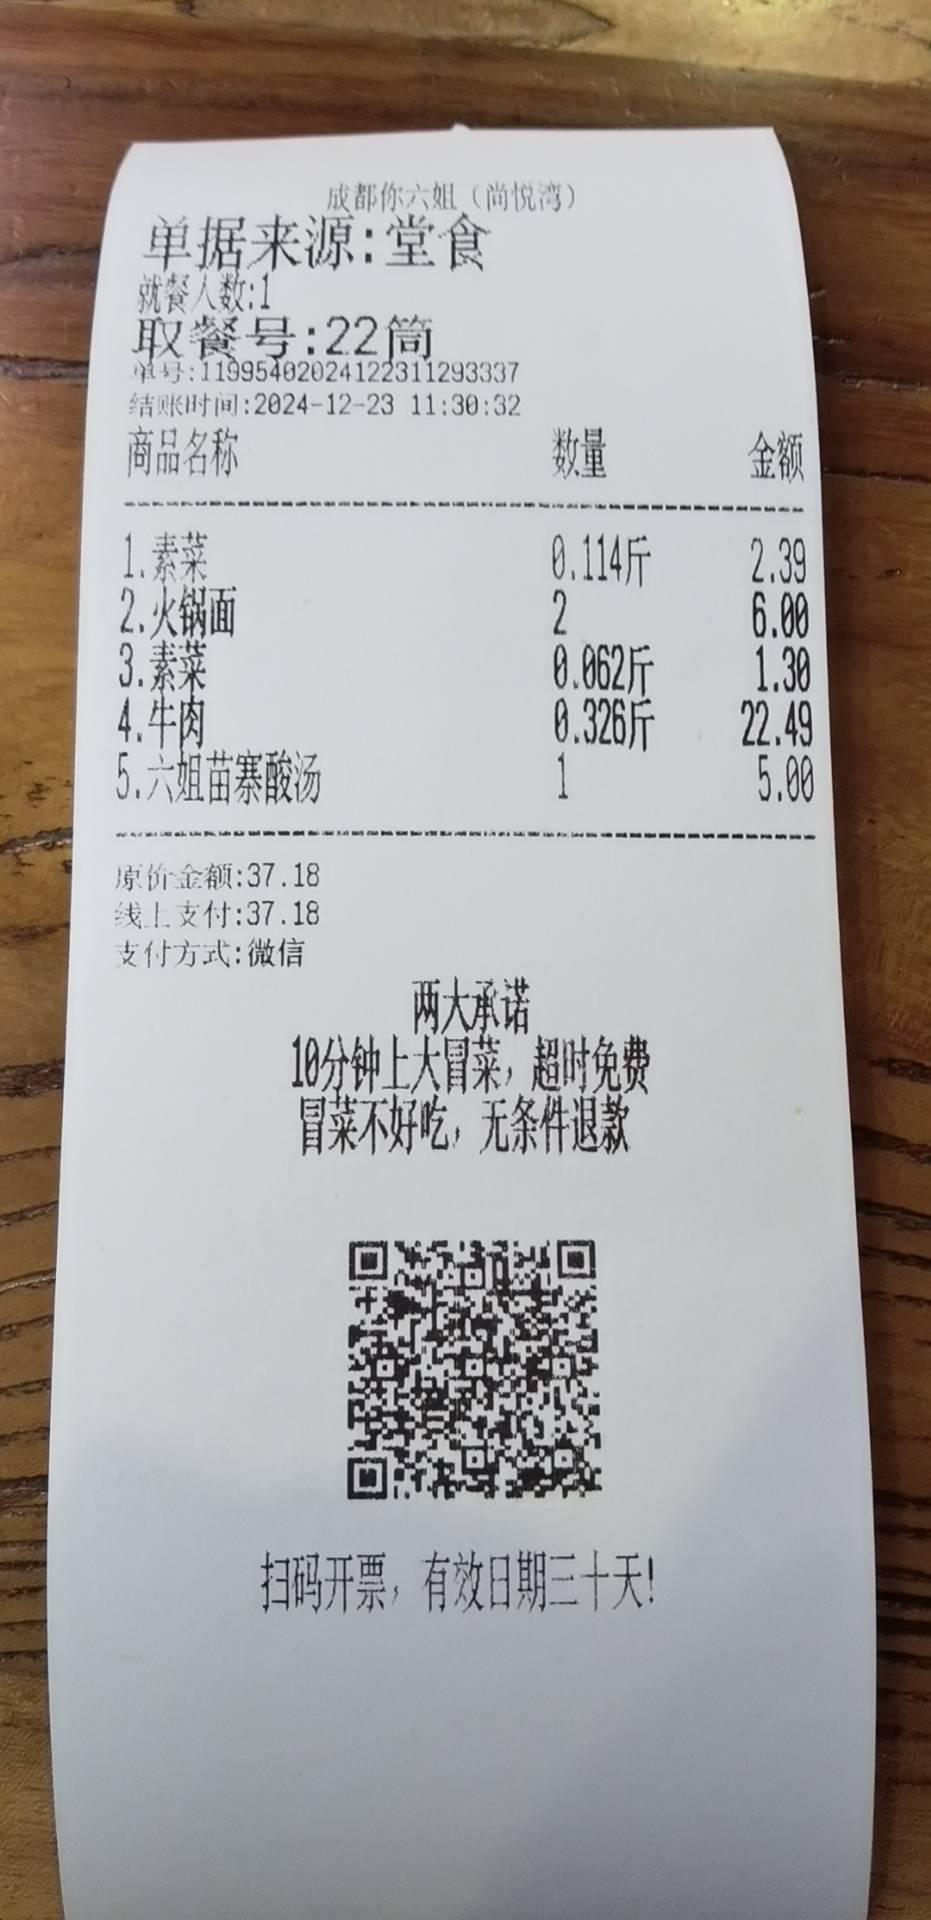 成都你六姐（尚悦湾）
单据来源:堂食
就餐人数:1
取餐号:22筒
单号:11995402024122311293337
结账时间:2024-12-23 11:30:32
商品名称 数量 金额
1.素菜 0.114斤 2.39
2.火锅面 2 6.00
3.素菜 0.062斤 1.30
4.牛肉 0.326斤 22.49
5.六姐苗寨酸汤 1 5.00
原价金额:37.18
线上支付:37.18
支付方式:微信
两大承诺
10分钟上大冒菜，超时免费
冒菜不好吃，无条件退款
扫码开票，有效日期三十天!